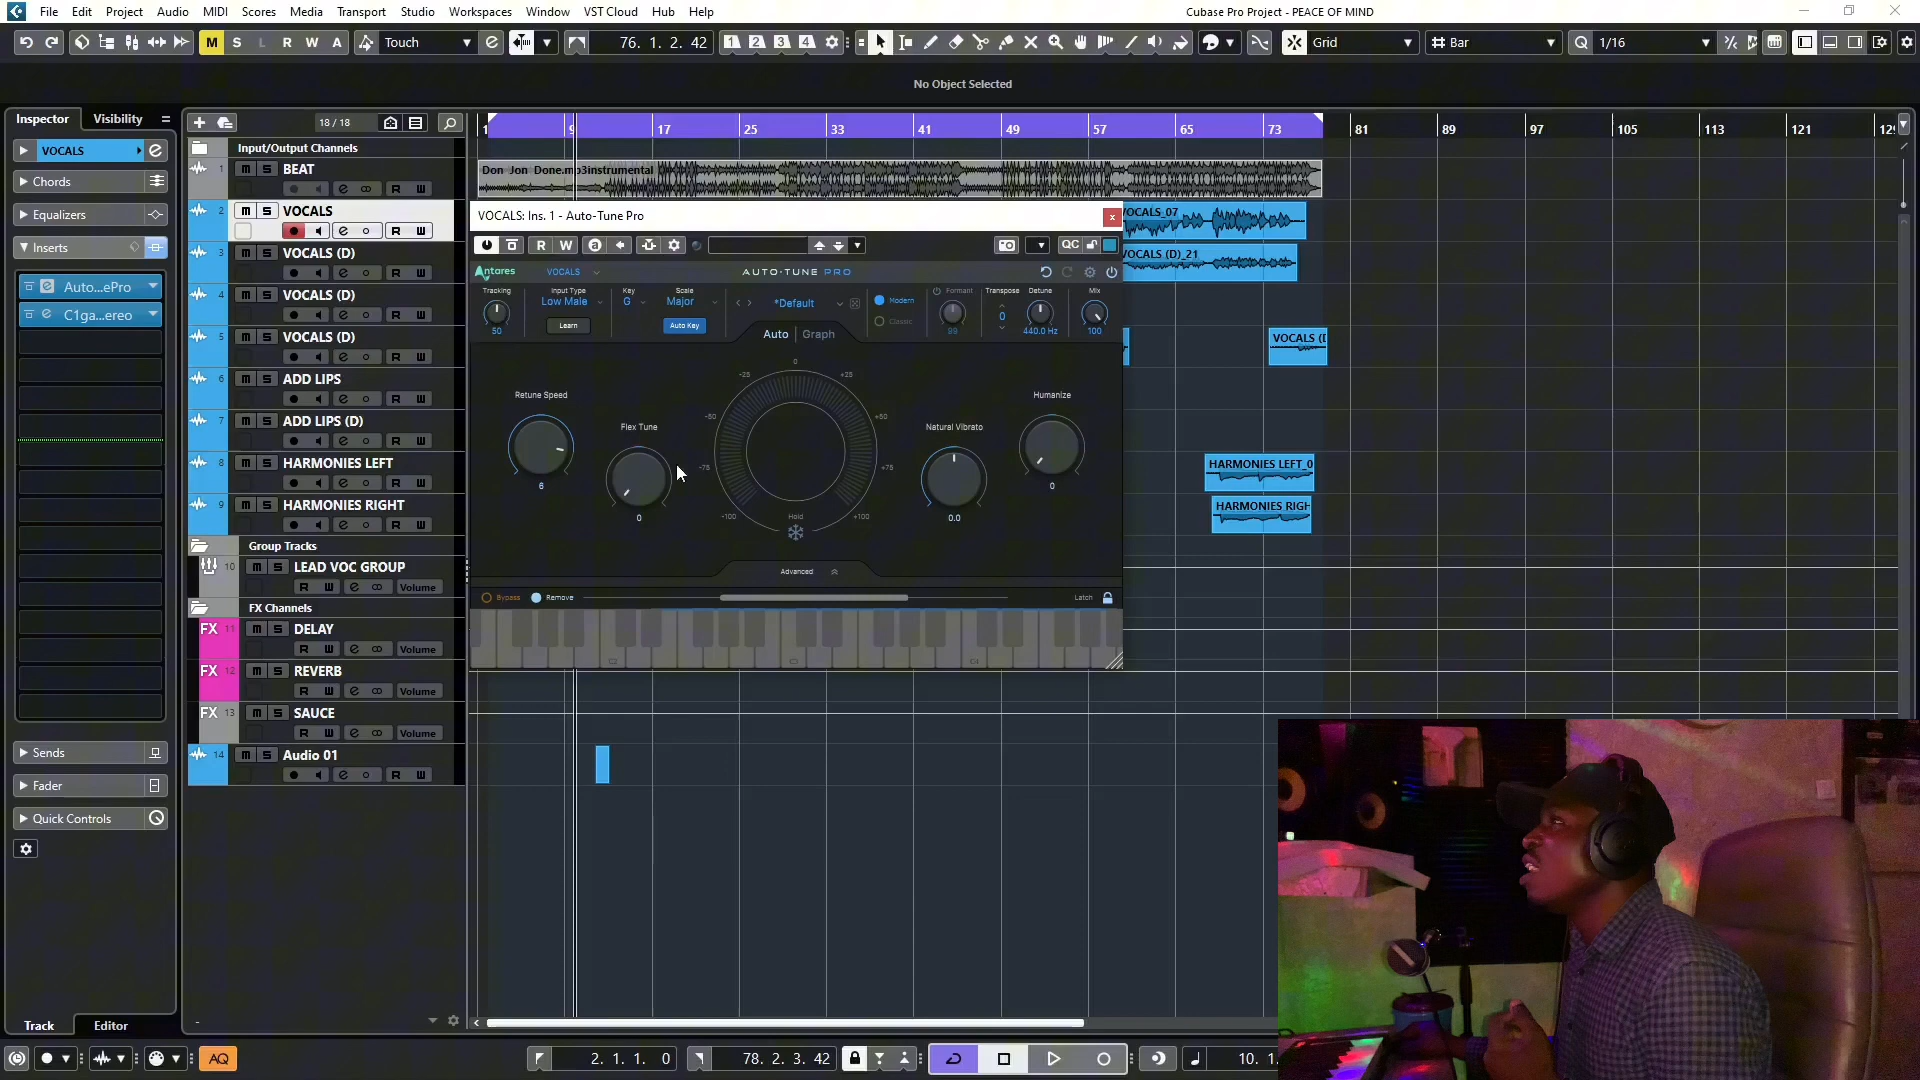 File Edit Project Audio MIDI Scores Media Transport Studio Workspaces Window VST Cloud Hub Help
Cubase Pro Project - PEACE OF MIND
M S L R W A Touch
76. 1. 2. 42
1 2 3 4
Grid
Bar
1/16
No Object Selected
Inspector Visibility
VOCALS
Chords
Equalizers
Inserts
Auto...ePro
C1ga...ereo
Sends
Fader
Quick Controls
Track Editor
18 / 18
1 9 17 25 33 41 49 57 65 73 81 89 97 105 113 121 129
Input/Output Channels
1 m S BEAT
R W
Don Jon Done.mp3instrumental
2 m S VOCALS
R W
VOCALS_07
3 m S VOCALS (D)
R W
VOCALS (D)_21
4 m S VOCALS (D)
R W
5 m S VOCALS (D)
R W
VOCALS (D
6 m S ADD LIPS
R W
7 m S ADD LIPS (D)
R W
8 m S HARMONIES LEFT
R W
HARMONIES LEFT_0
9 m S HARMONIES RIGHT
R W
HARMONIES RIGH
Group Tracks
10 m S LEAD VOC GROUP
R W Volume
FX Channels
FX 11 m S DELAY
R W Volume
FX 12 m S REVERB
R W Volume
FX 13 m S SAUCE
R W Volume
14 m S Audio 01
R W
VOCALS: Ins. 1 - Auto-Tune Pro
R W
QC
Antares VOCALS AUTO-TUNE PRO
Tracking Input Type Key Scale Formant Transpose Detune Mix
Low Male G Major *Default Modern
Learn Auto Key Classic
50 99 0 440.0 Hz 100
Auto Graph
Retune Speed
6
Flex Tune
0
0
-25 +25
-50 +50
-75 +75
-100 +100
Hold
Natural Vibrato
0.0
Humanize
0
Advanced
Bypass Remove Latch
AQ
2. 1. 1. 0
78. 2. 3. 42
10. 1.